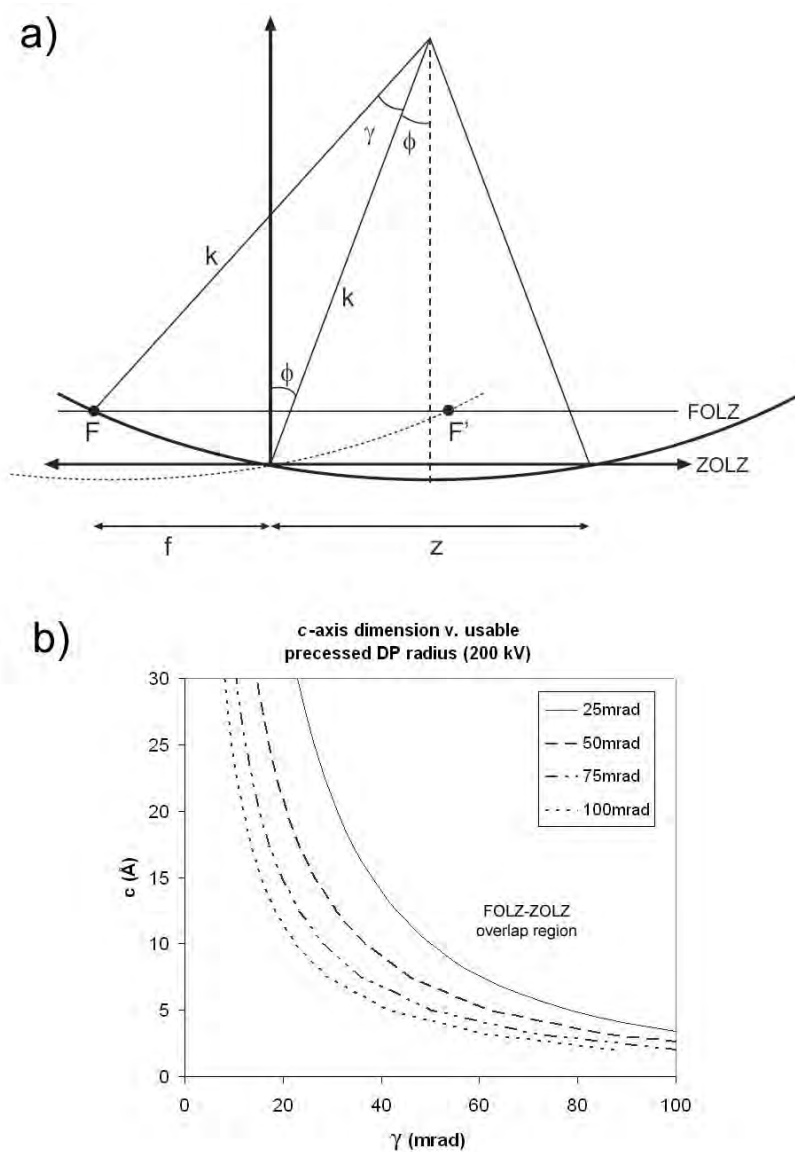 a)
γ
ϕ
k
k
ϕ
FOLZ
F
F'
ZOLZ
f
z
b)
c-axis dimension v. usable
precessed DP radius (200 kV)
30
25
20
15
10
5
0
c (Å)
25mrad
50mrad
75mrad
100mrad
FOLZ-ZOLZ
overlap region
0 20 40 60 80 100
γ (mrad)